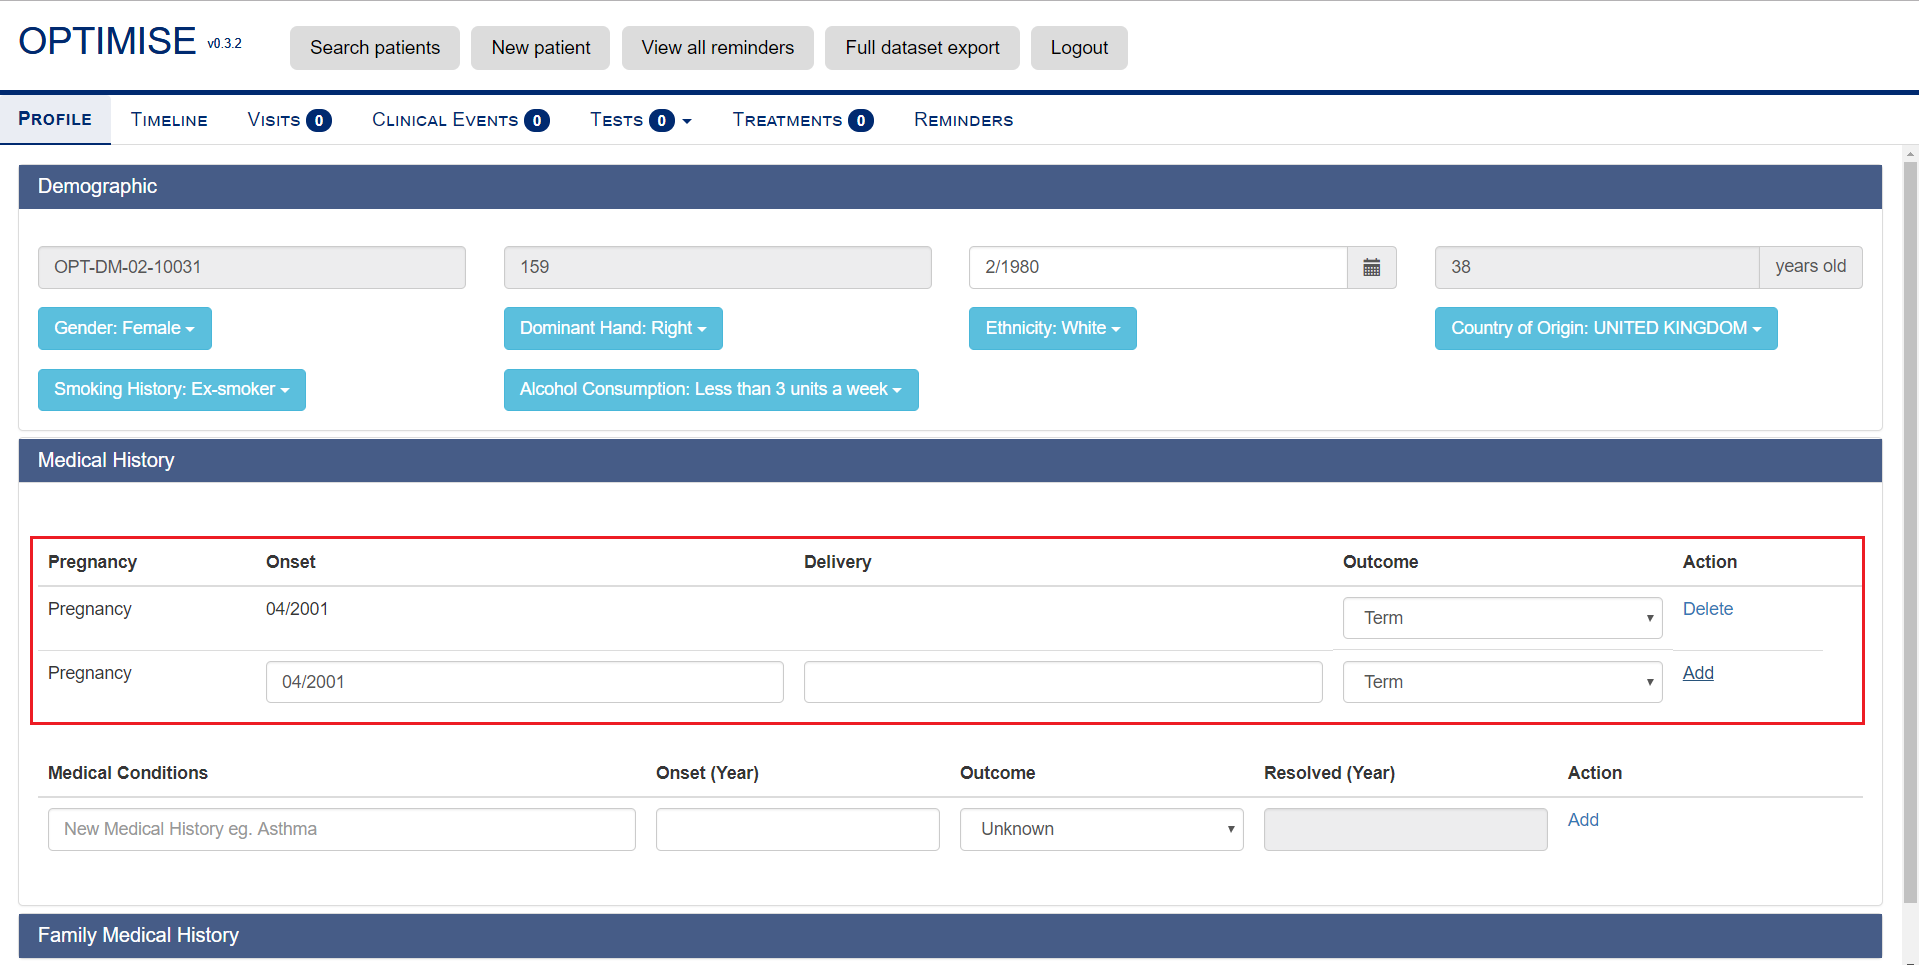 OPTIMISE v0.3.2 Search patients New patient View all reminders Full dataset export Logout
PROFILE TIMELINE VISITS 0 CLINICAL EVENTS 0 TESTS 0 TREATMENTS 0 REMINDERS
Demographic
OPT-DM-02-10031 159 2/1980 38 years old
Gender: Female Dominant Hand: Right Ethnicity: White Country of Origin: UNITED KINGDOM
Smoking History: Ex-smoker Alcohol Consumption: Less than 3 units a week
Medical History
Pregnancy Onset Delivery Outcome Action
Pregnancy 04/2001 Term Delete
Pregnancy 04/2001 Term Add
Medical Conditions Onset (Year) Outcome Resolved (Year) Action
New Medical History eg. Asthma Unknown Add
Family Medical History